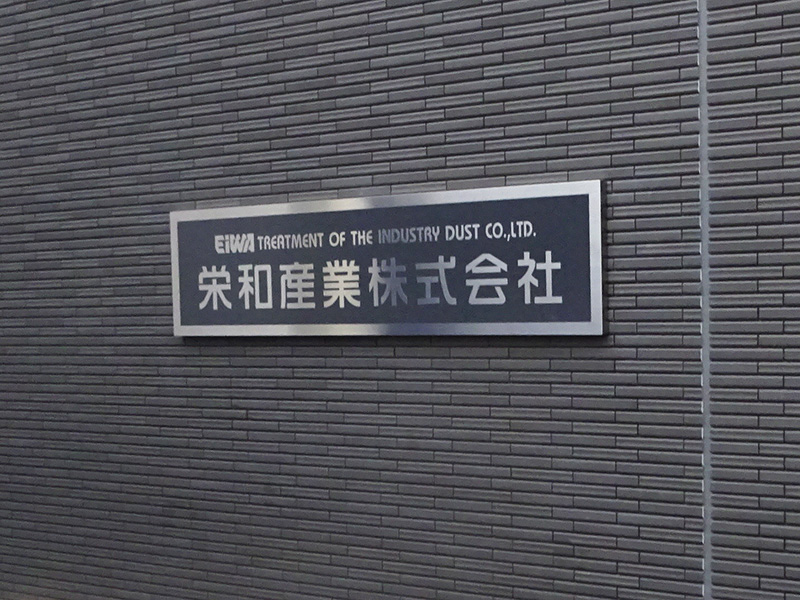 EiWA TREATMENT OF THE INDUSTRY DUST CO.,LTD.
栄和産業株式会社